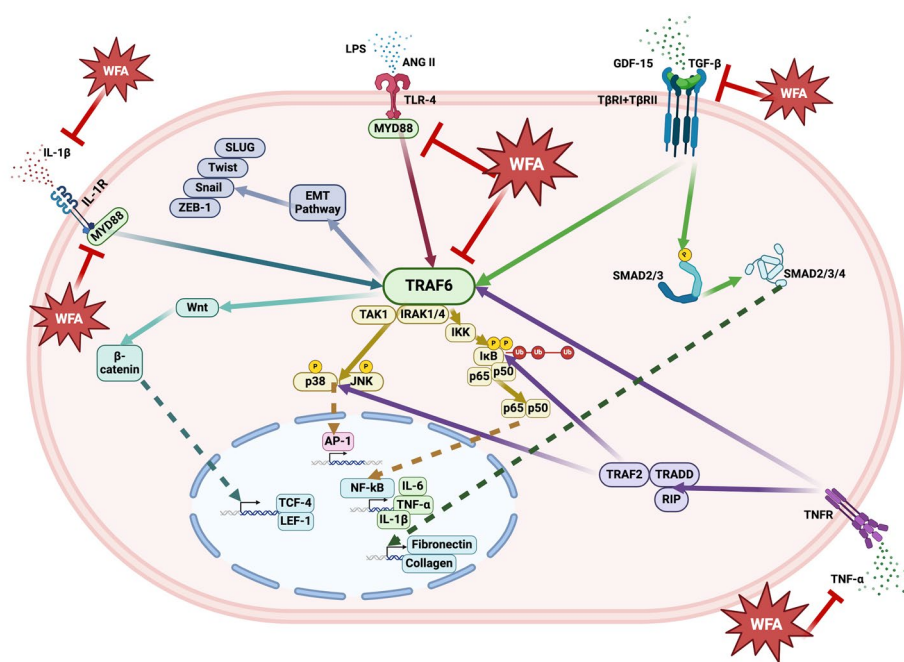 WFA
LPS
ANG II
TLR-4
MYD88
GDF-15
TGF-β
TβRI+TβRII
WFA
IL-1β
IL-1R
MYD88
WFA
WFA
SLUG
Twist
Snail
ZEB-1
EMT
Pathway
TRAF6
TAK1
IRAK1/4
IKK
P
P
IκB
Ub
Ub
Ub
p65
p50
p65
p50
P
SMAD2/3
SMAD2/3/4
Wnt
β-
catenin
P
p38
P
JNK
AP-1
NF-kB
IL-6
TNF-α
IL-1β
TCF-4
LEF-1
Fibronectin
Collagen
TRAF2
TRADD
RIP
TNFR
TNF-α
WFA